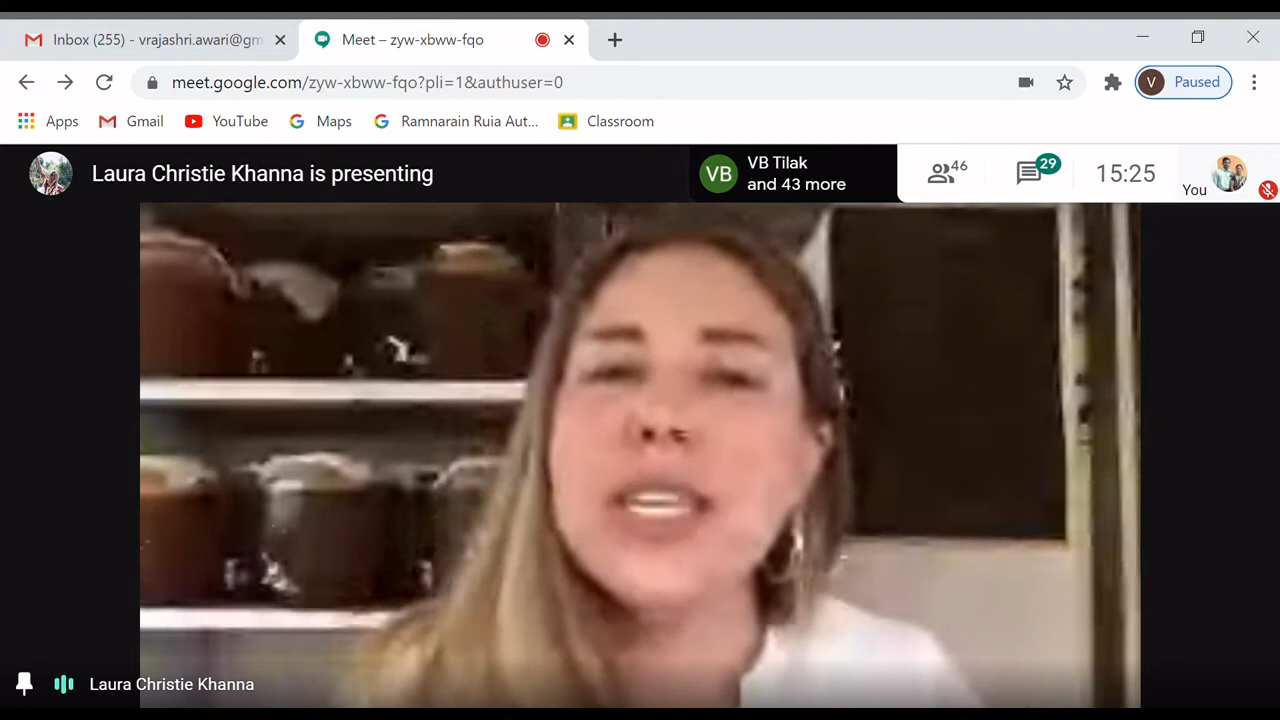 Inbox (255) - vrajashri.awari@gm
Meet – zyw-xbww-fqo
meet.google.com/zyw-xbww-fqo?pli=1&authuser=0
V Paused
Apps Gmail YouTube Maps Ramnarain Ruia Aut... Classroom
Laura Christie Khanna is presenting
VB
VB Tilak
and 43 more
46
29
15:25
You
Laura Christie Khanna